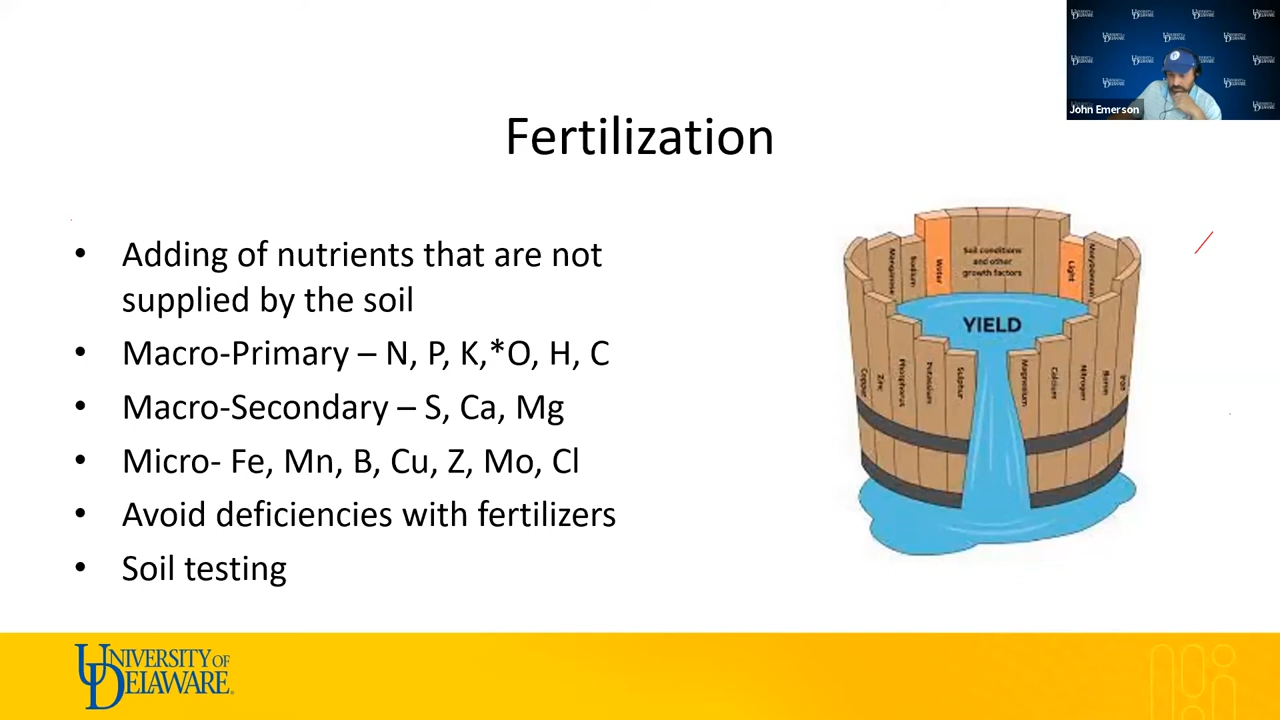 John Emerson
Fertilization
• Adding of nutrients that are not
supplied by the soil
• Macro-Primary – N, P, K,*O, H, C
• Macro-Secondary – S, Ca, Mg
• Micro- Fe, Mn, B, Cu, Z, Mo, Cl
• Avoid deficiencies with fertilizers
• Soil testing
Manganese
Sodium
Water
Soil conditions
and other
growth factors
Light
Molybdenum
YIELD
Copper
Zinc
Phosphorus
Potassium
Sulphur
Magnesium
Calcium
Nitrogen
Boron
Iron
UNIVERSITY OF
DELAWARE